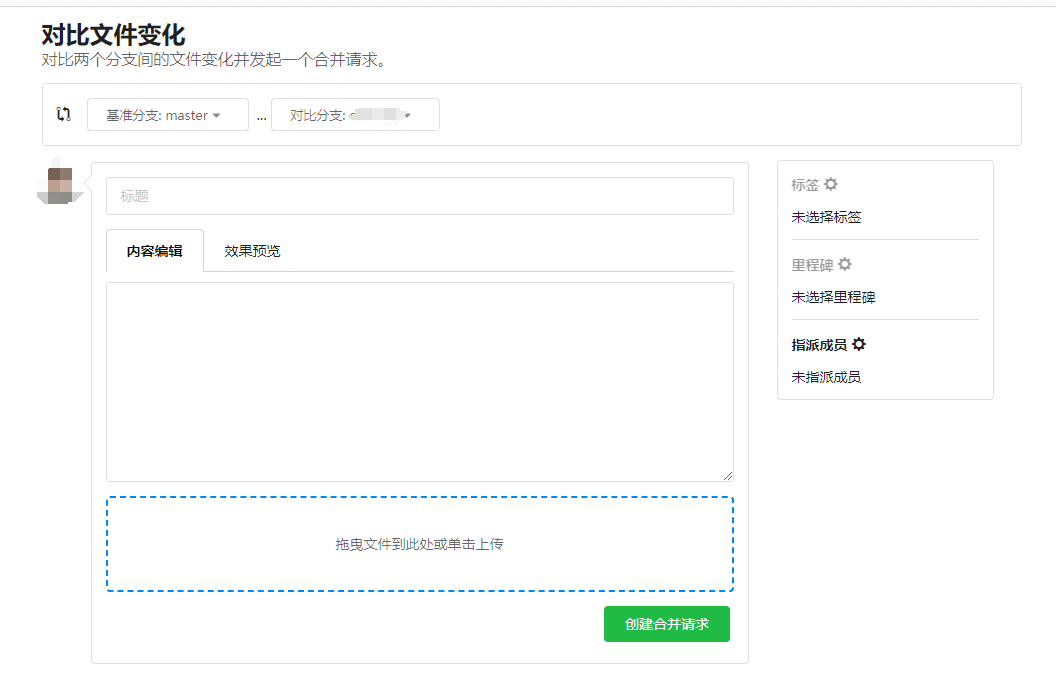 对比文件变化
对比两个分支间的文件变化并发起一个合并请求。
基准分支: master ... 对比分支:
标题
内容编辑 效果预览
拖曳文件到此处或单击上传
创建合并请求
标签
未选择标签
里程碑
未选择里程碑
指派成员
未指派成员